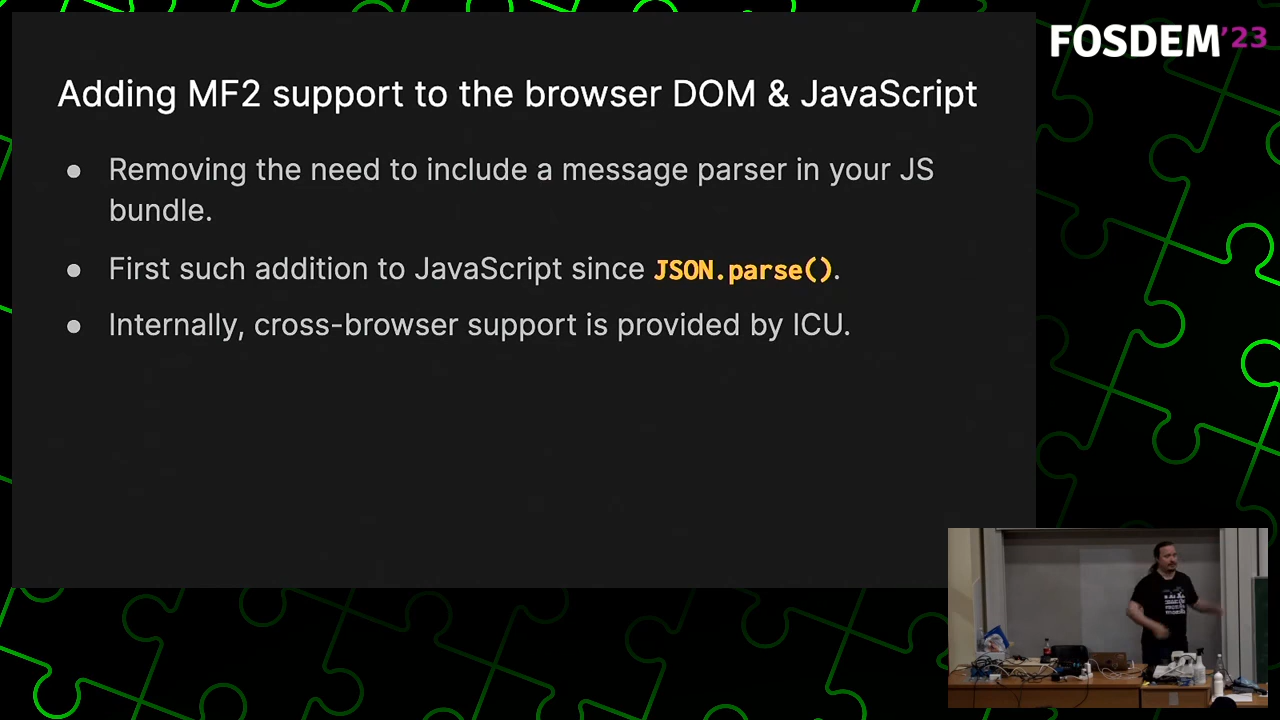 FOSDEM'23
Adding MF2 support to the browser DOM & JavaScript
● Removing the need to include a message parser in your JS
bundle.
● First such addition to JavaScript since JSON.parse().
● Internally, cross-browser support is provided by ICU.